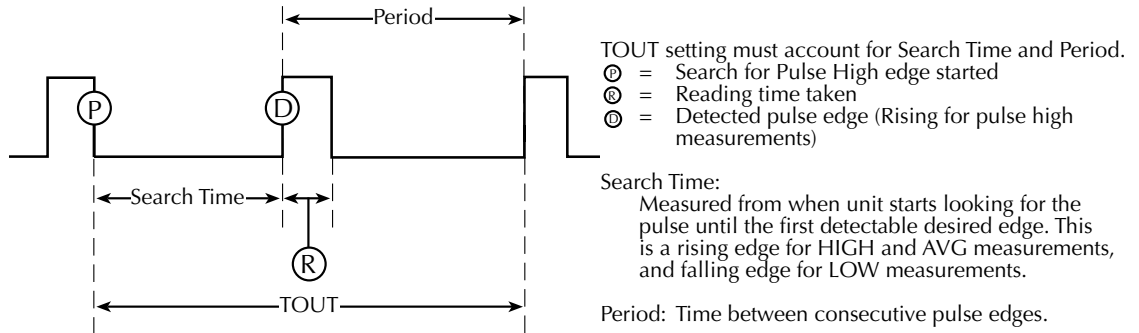 Period
P
D
Search Time
R
TOUT
TOUT setting must account for Search Time and Period.
Ⓟ = Search for Pulse High edge started
Ⓡ = Reading time taken
Ⓓ = Detected pulse edge (Rising for pulse high
measurements)
Search Time:
Measured from when unit starts looking for the
pulse until the first detectable desired edge. This
is a rising edge for HIGH and AVG measurements,
and falling edge for LOW measurements.
Period: Time between consecutive pulse edges.